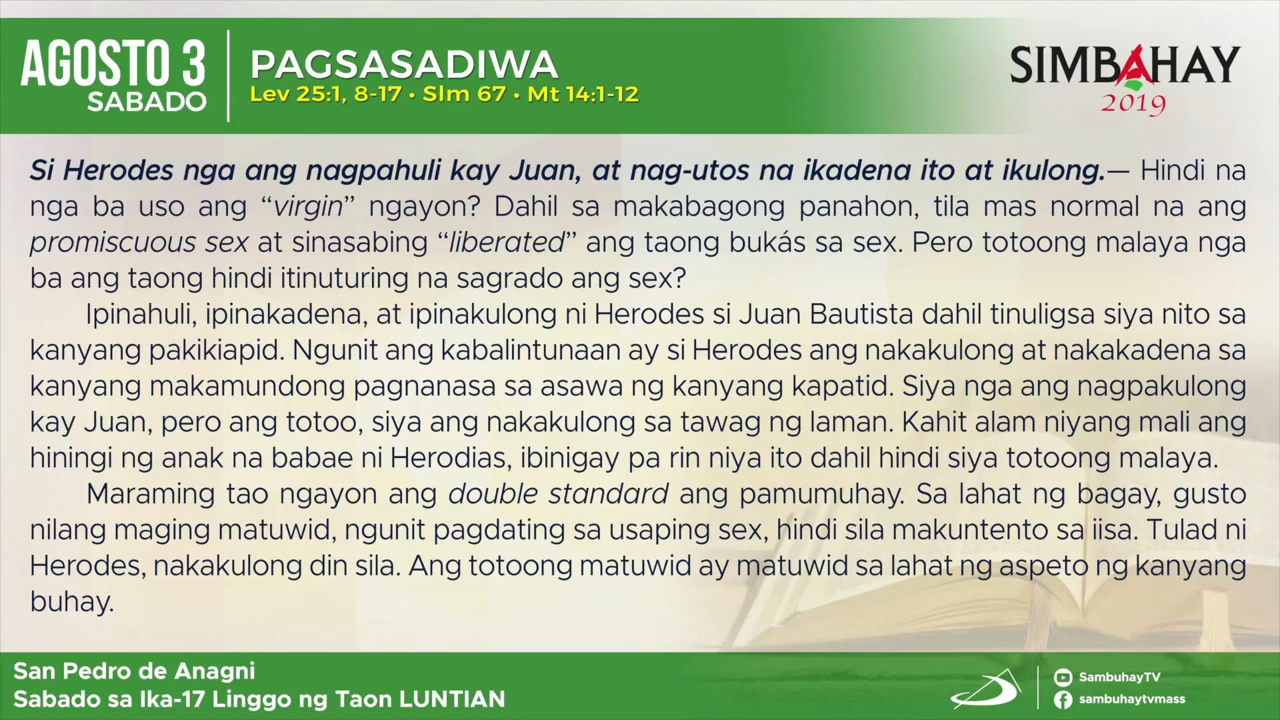 AGOSTO 3
SABADO
PAGSASADIWA
Lev 25:1, 8-17 • Slm 67 • Mt 14:1-12
SIMBAHAY
2019
Si Herodes nga ang nagpahuli kay Juan, at nag-utos na ikadena ito at ikulong.— Hindi na
nga ba uso ang “virgin” ngayon? Dahil sa makabagong panahon, tila mas normal na ang
promiscuous sex at sinasabing “liberated” ang taong bukás sa sex. Pero totoong malaya nga
ba ang taong hindi itinuturing na sagrado ang sex?
Ipinahuli, ipinakadena, at ipinakulong ni Herodes si Juan Bautista dahil tinuligsa siya nito sa
kanyang pakikiapid. Ngunit ang kabalintunaan ay si Herodes ang nakakulong at nakakadena sa
kanyang makamundong pagnanasa sa asawa ng kanyang kapatid. Siya nga ang nagpakulong
kay Juan, pero ang totoo, siya ang nakakulong sa tawag ng laman. Kahit alam niyang mali ang
hiningi ng anak na babae ni Herodias, ibinigay pa rin niya ito dahil hindi siya totoong malaya.
Maraming tao ngayon ang double standard ang pamumuhay. Sa lahat ng bagay, gusto
nilang maging matuwid, ngunit pagdating sa usaping sex, hindi sila makuntento sa iisa. Tulad ni
Herodes, nakakulong din sila. Ang totoong matuwid ay matuwid sa lahat ng aspeto ng kanyang
buhay.
San Pedro de Anagni
Sabado sa Ika-17 Linggo ng Taon LUNTIAN
SambuhayTV
sambuhaytvmass